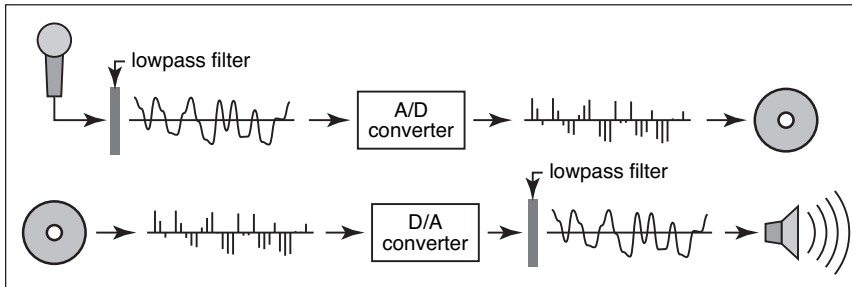 lowpass filter
A/D
converter
lowpass filter
D/A
converter